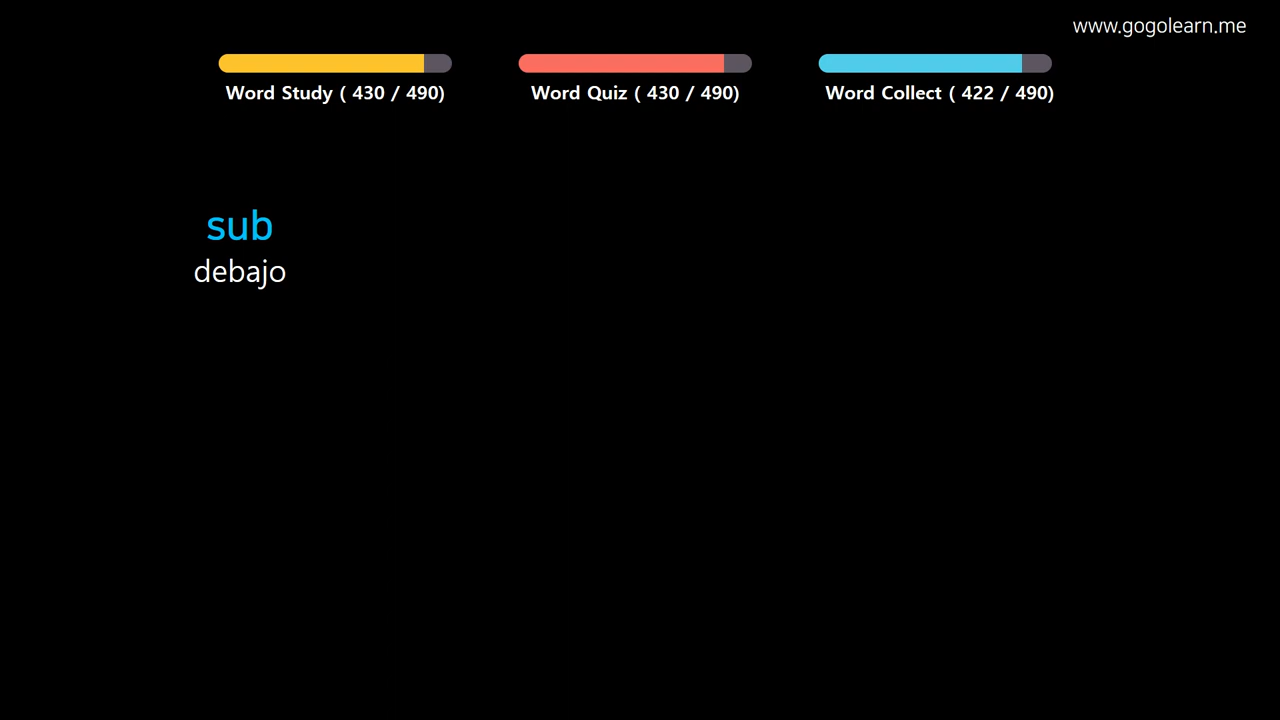 www.gogolearn.me
Word Study ( 430 / 490)
Word Quiz ( 430 / 490)
Word Collect ( 422 / 490)
sub
debajo